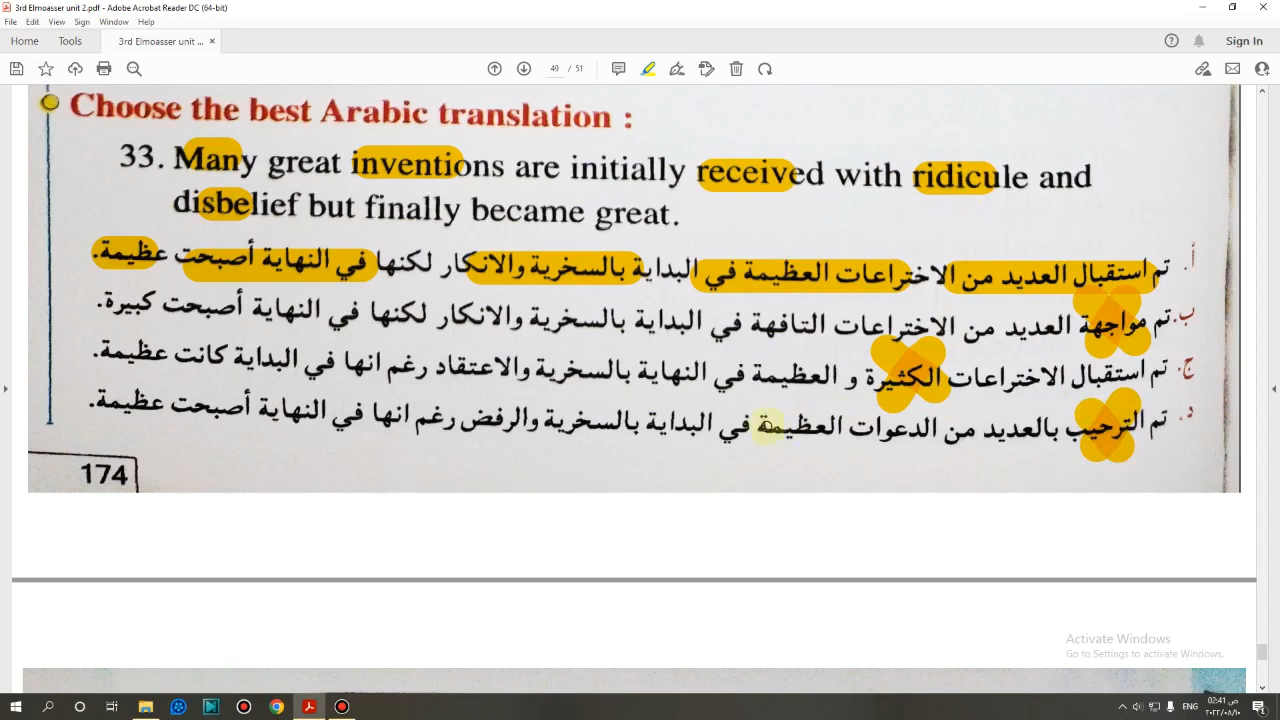 3rd Elmoasser unit 2.pdf - Adobe Acrobat Reader DC (64-bit)
File Edit View Sign Window Help
Home Tools 3rd Elmoasser unit ... × Sign In
49 / 51
Choose the best Arabic translation :
33. Many great inventions are initially received with ridicule and
disbelief but finally became great.
أ. تم استقبال العديد من الاختراعات العظيمة في البداية بالسخرية والانكار لكنها في النهاية أصبحت عظيمة.
ب. تم مواجهة العديد من الاختراعات التافهة في البداية بالسخرية والانكار لكنها في النهاية أصبحت كبيرة.
ج. تم استقبال الاختراعات الكثيرة و العظيمة في النهاية بالسخرية والاعتقاد رغم انها في البداية كانت عظيمة.
د. تم الترحيب بالعديد من الدعوات العظيمة في البداية بالسخرية والرفض رغم انها في النهاية أصبحت عظيمة.
174
Activate Windows
Go to Settings to activate Windows.
ENG
02:41 ص